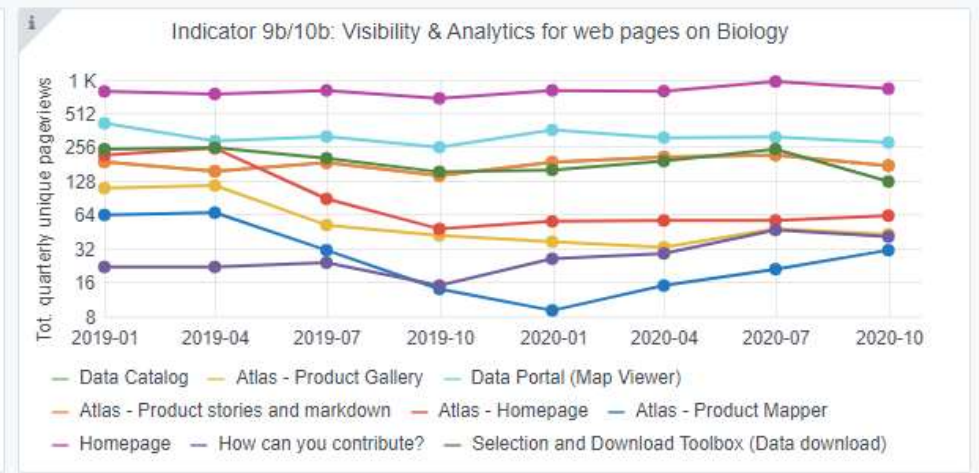 i
Indicator 9b/10b: Visibility & Analytics for web pages on Biology
Tot. quarterly unique pageviews
1 K
512
256
128
64
32
16
8
2019-01 2019-04 2019-07 2019-10 2020-01 2020-04 2020-07 2020-10
Data Catalog Atlas - Product Gallery Data Portal (Map Viewer)
Atlas - Product stories and markdown Atlas - Homepage Atlas - Product Mapper
Homepage How can you contribute? Selection and Download Toolbox (Data download)